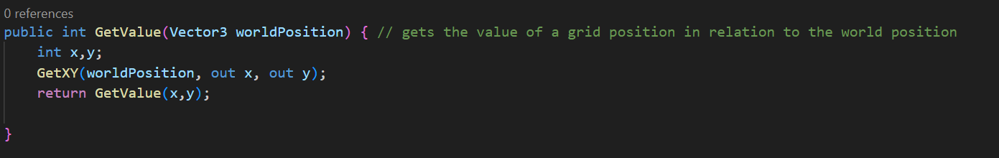 0 references
public int GetValue(Vector3 worldPosition) { // gets the value of a grid position in relation to the world position
    int x,y;
    GetXY(worldPosition, out x, out y);
    return GetValue(x,y);
}